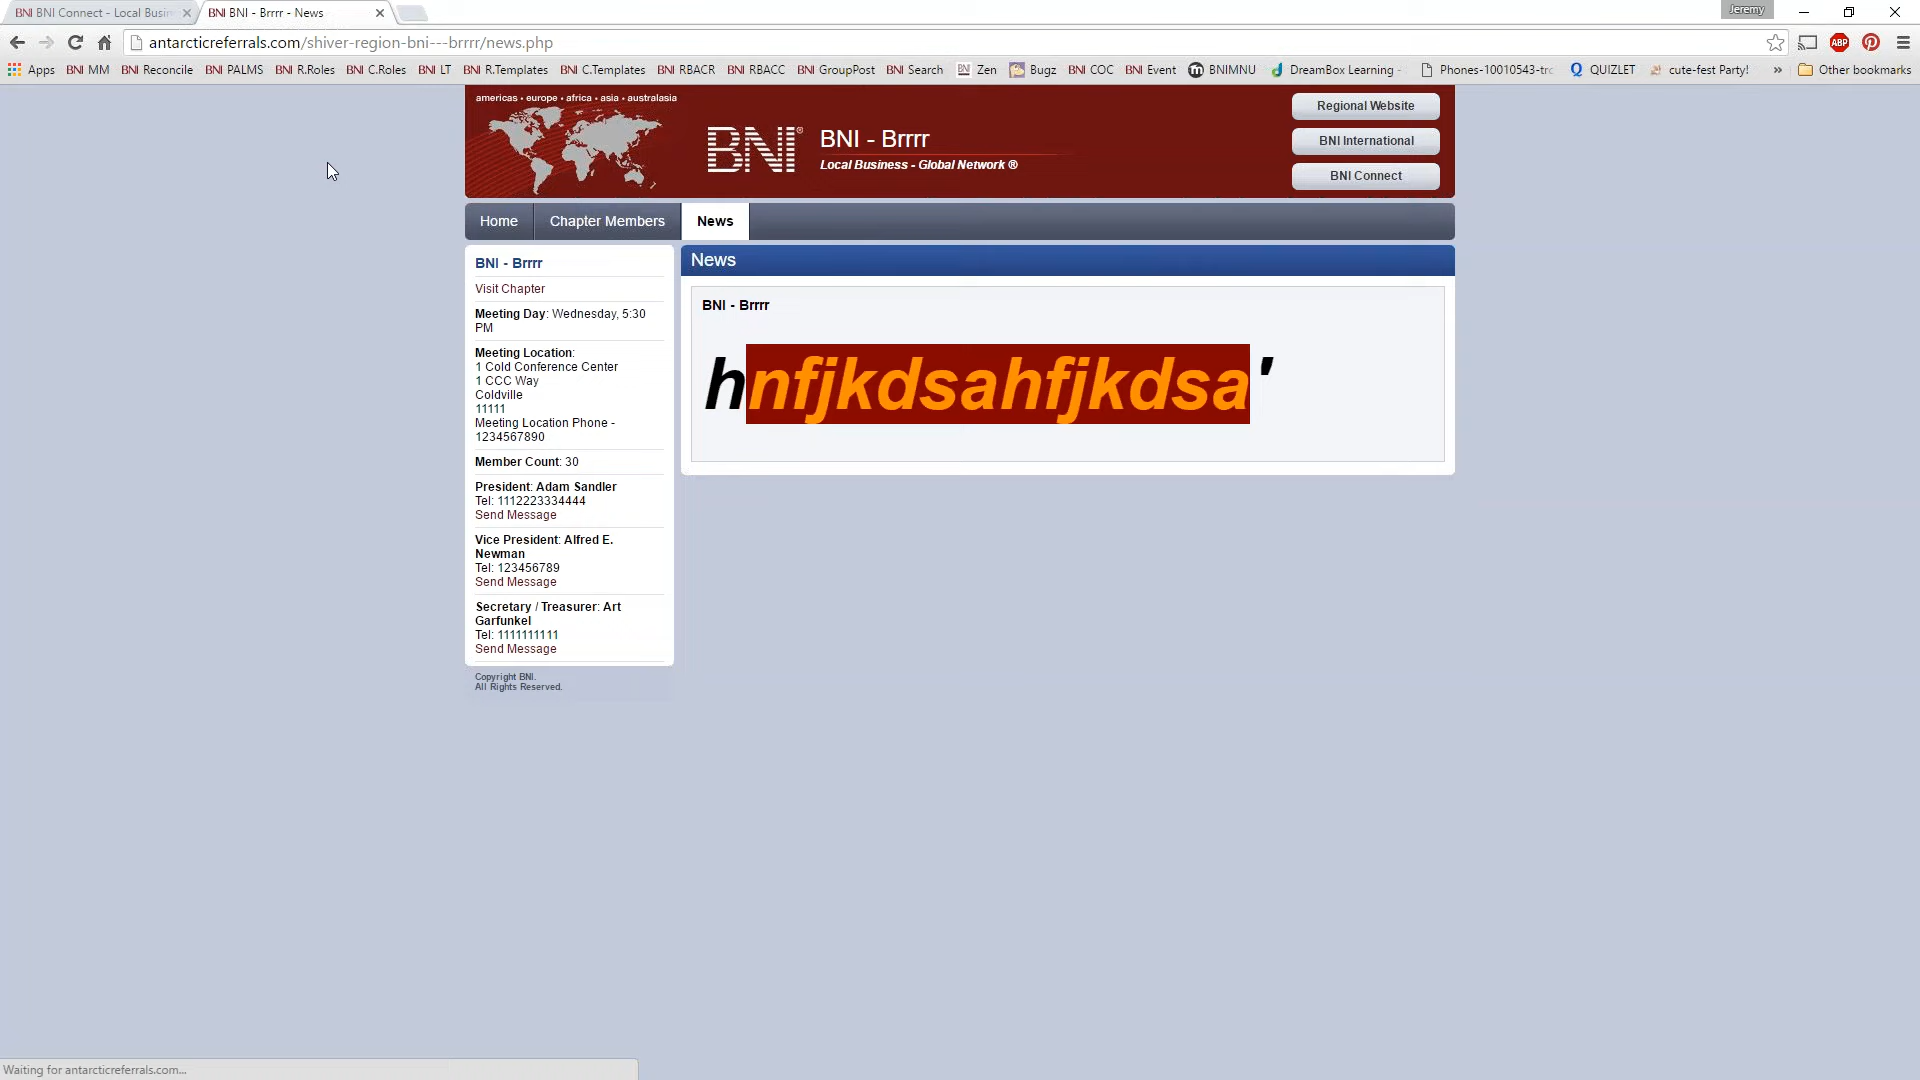 BNI BNI Connect - Local Busin
BNI BNI - Brrrr - News
Jeremy
antarcticreferrals.com/shiver-region-bni---brrrr/news.php
ABP
Apps BNI MM BNI Reconcile BNI PALMS BNI R.Roles BNI C.Roles BNI LT BNI R.Templates BNI C.Templates BNI RBACR BNI RBACC BNI GroupPost BNI Search BNI Zen Bugz BNI COC BNI Event m BNIMNU DreamBox Learning - Phones-10010543-trc Q QUIZLET cute-fest Party! » Other bookmarks
americas • europe • africa • asia • australasia
BNI®
BNI - Brrrr
Local Business - Global Network ®
Regional Website
BNI International
BNI Connect
Home Chapter Members News
BNI - Brrrr
Visit Chapter
Meeting Day: Wednesday, 5:30
PM
Meeting Location:
1 Cold Conference Center
1 CCC Way
Coldville
11111
Meeting Location Phone -
1234567890
Member Count: 30
President: Adam Sandler
Tel: 1112223334444
Send Message
Vice President: Alfred E.
Newman
Tel: 123456789
Send Message
Secretary / Treasurer: Art
Garfunkel
Tel: 1111111111
Send Message
Copyright BNI.
All Rights Reserved.
News
BNI - Brrrr
hnfjkdsahfjkdsa'
Waiting for antarcticreferrals.com...